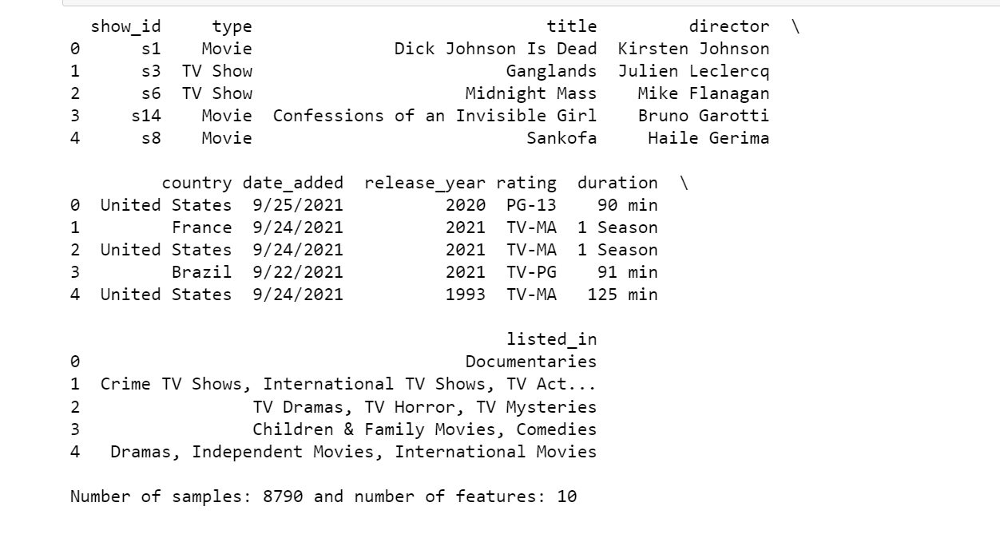 show_id type title director \
0 s1 Movie Dick Johnson Is Dead Kirsten Johnson
1 s3 TV Show Ganglands Julien Leclercq
2 s6 TV Show Midnight Mass Mike Flanagan
3 s14 Movie Confessions of an Invisible Girl Bruno Garotti
4 s8 Movie Sankofa Haile Gerima
country date_added release_year rating duration \
0 United States 9/25/2021 2020 PG-13 90 min
1 France 9/24/2021 2021 TV-MA 1 Season
2 United States 9/24/2021 2021 TV-MA 1 Season
3 Brazil 9/22/2021 2021 TV-PG 91 min
4 United States 9/24/2021 1993 TV-MA 125 min
listed_in
0 Documentaries
1 Crime TV Shows, International TV Shows, TV Act...
2 TV Dramas, TV Horror, TV Mysteries
3 Children & Family Movies, Comedies
4 Dramas, Independent Movies, International Movies
Number of samples: 8790 and number of features: 10